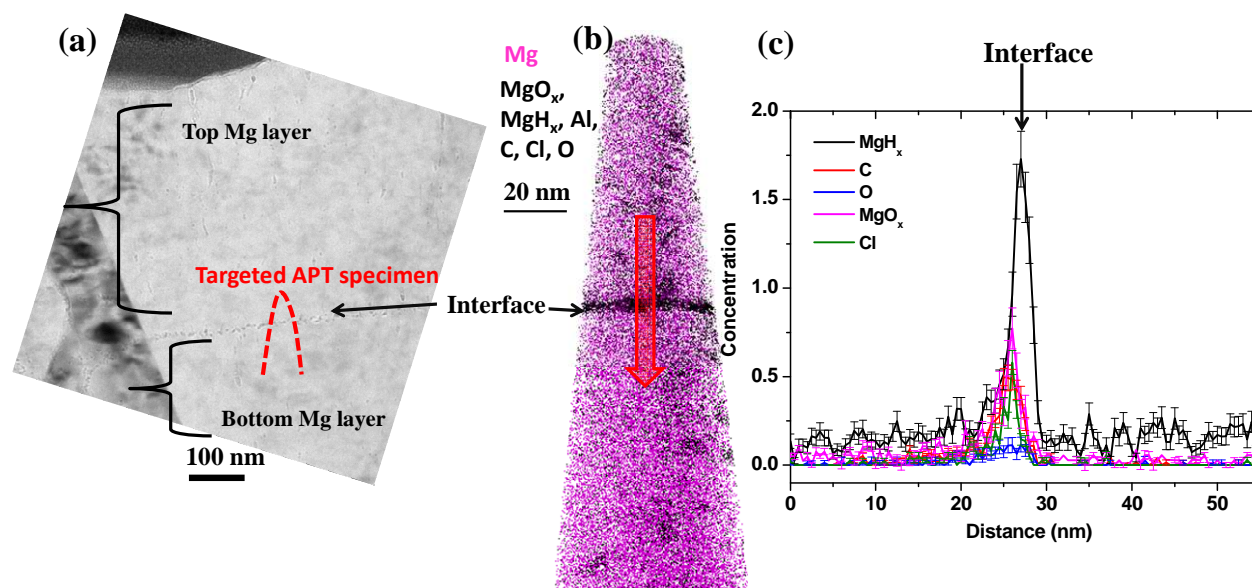 (a)
Top Mg layer
Targeted APT specimen
Interface
Bottom Mg layer
100 nm
(b)
Mg
MgOx,
MgHx, Al,
C, Cl, O
20 nm
(c)
Interface
MgHx
C
O
MgOx
Cl
Concentration
2.0
1.5
1.0
0.5
0.0
0 10 20 30 40 50
Distance (nm)